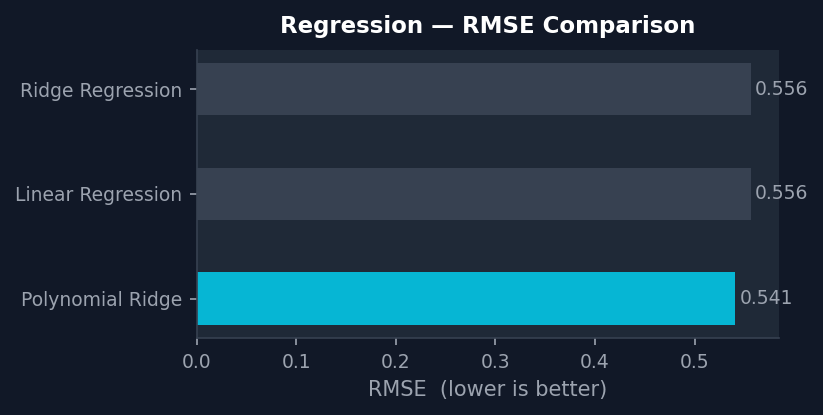 Regression — RMSE Comparison
Ridge Regression 0.556
Linear Regression 0.556
Polynomial Ridge 0.541
0.0 0.1 0.2 0.3 0.4 0.5
RMSE (lower is better)